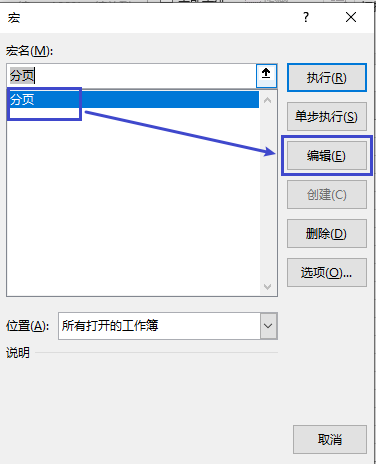 宏
宏名(M):
分页
执行(R)
分页
单步执行(S)
编辑(E)
创建(C)
删除(D)
选项(O)...
位置(A):
所有打开的工作簿
说明
取消